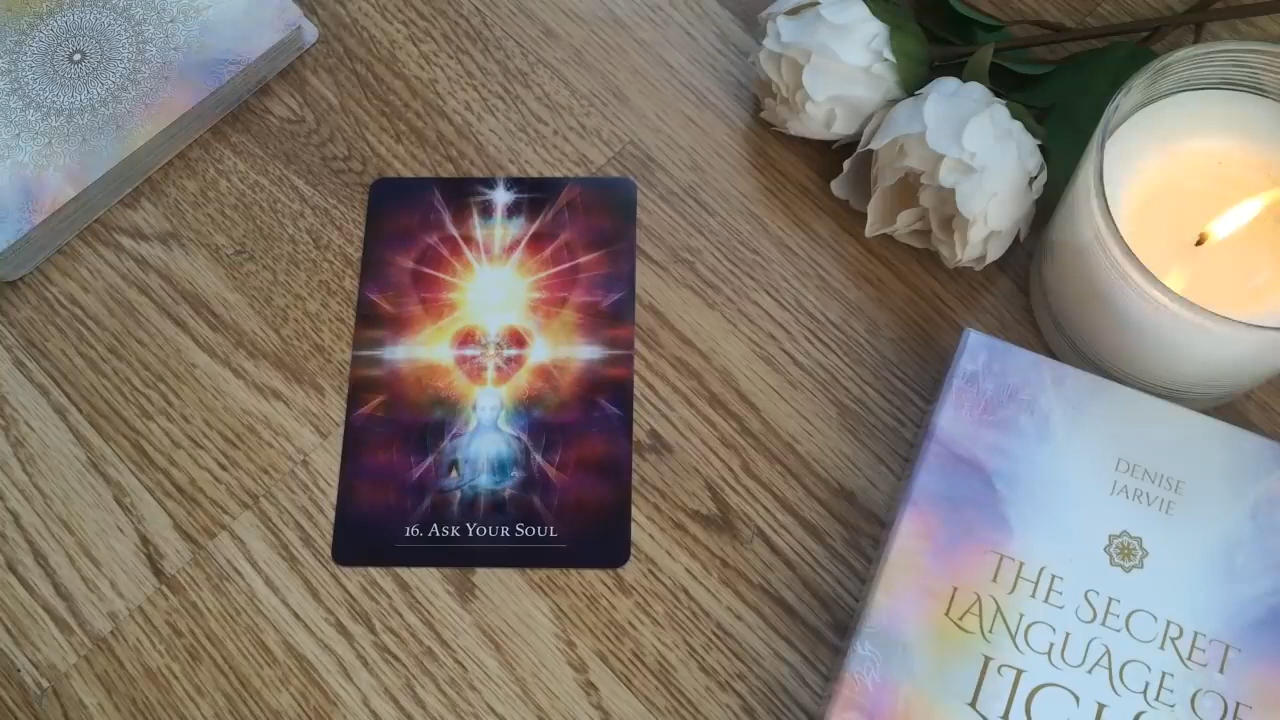 16. ASK YOUR SOUL
DENISE
JARVIE
THE SECRET
LANGUAGE OF